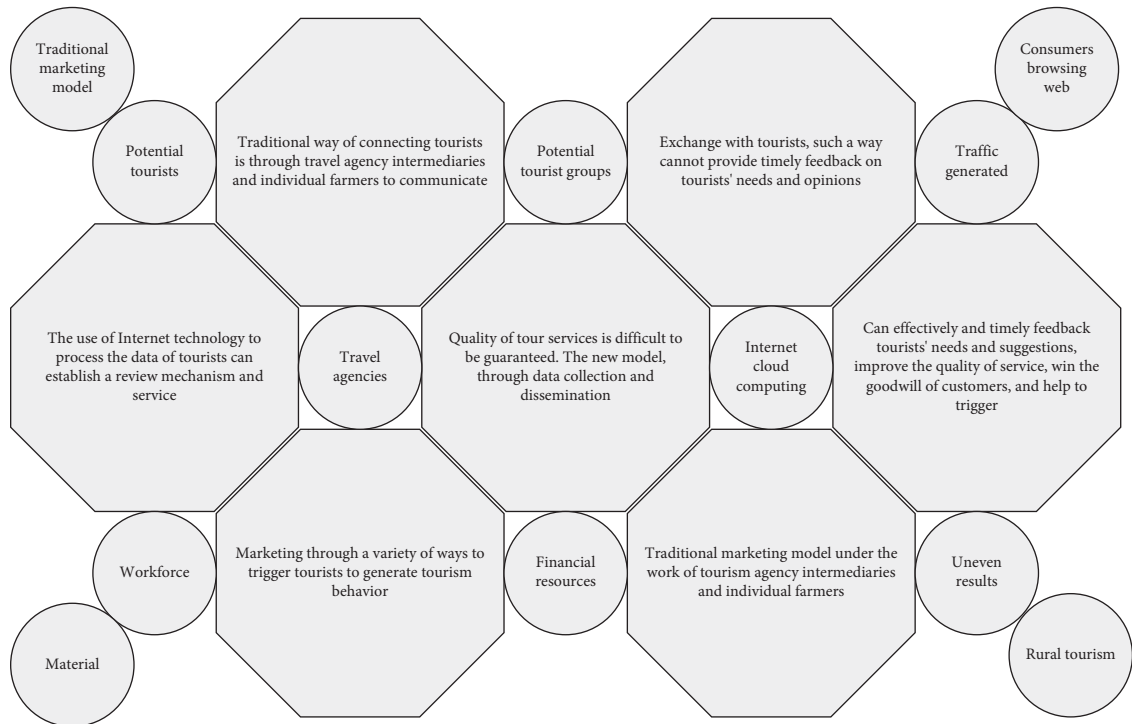 Traditional
marketing
model
Consumers
browsing
web
Potential
tourists
Traditional way of connecting tourists
is through travel agency intermediaries
and individual farmers to communicate
Potential
tourist groups
Exchange with tourists, such a way
cannot provide timely feedback on
tourists' needs and opinions
Traffic
generated
The use of Internet technology to
process the data of tourists can
establish a review mechanism and
service
Travel
agencies
Quality of tour services is difficult to
be guaranteed. The new model,
through data collection and
dissemination
Internet
cloud
computing
Can effectively and timely feedback
tourists' needs and suggestions,
improve the quality of service, win the
goodwill of customers, and help to
trigger
Workforce
Marketing through a variety of ways to
trigger tourists to generate tourism
behavior
Financial
resources
Traditional marketing model under the
work of tourism agency intermediaries
and individual farmers
Uneven
results
Material
Rural tourism